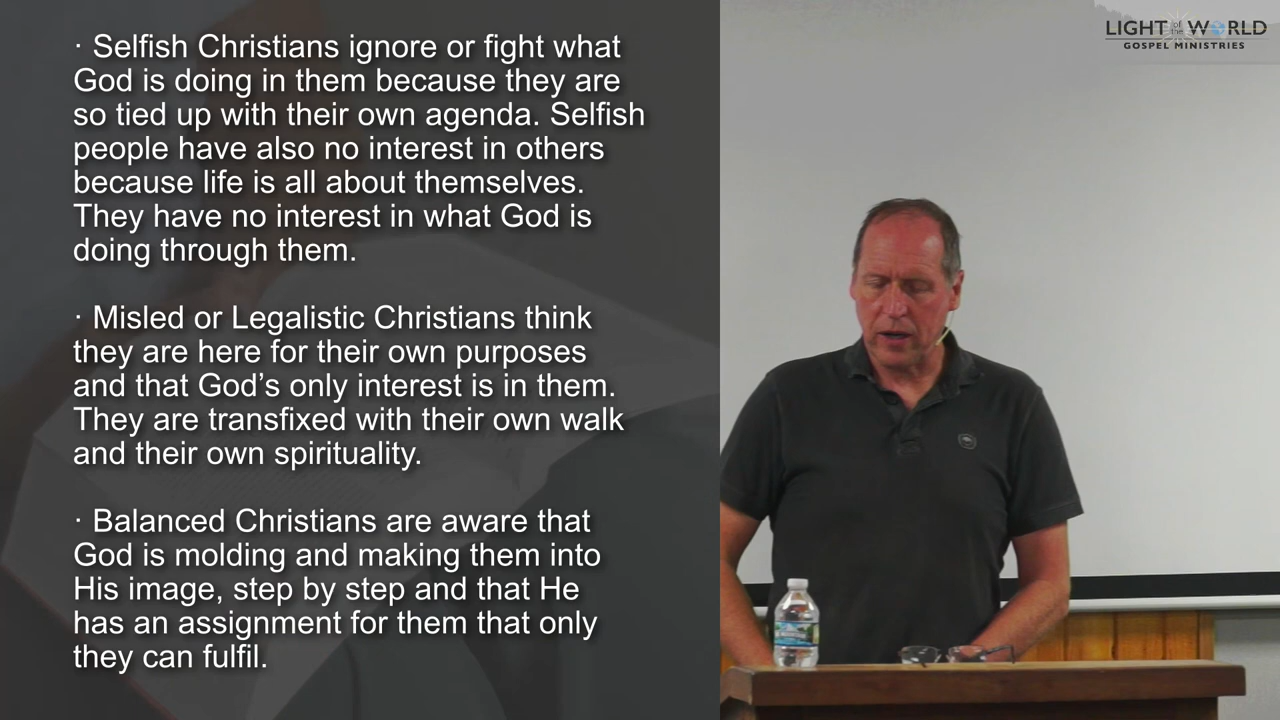 · Selfish Christians ignore or fight what
God is doing in them because they are
so tied up with their own agenda. Selfish
people have also no interest in others
because life is all about themselves.
They have no interest in what God is
doing through them.
· Misled or Legalistic Christians think
they are here for their own purposes
and that God’s only interest is in them.
They are transfixed with their own walk
and their own spirituality.
· Balanced Christians are aware that
God is molding and making them into
His image, step by step and that He
has an assignment for them that only
they can fulfil.
LIGHT of the WORLD
GOSPEL MINISTRIES